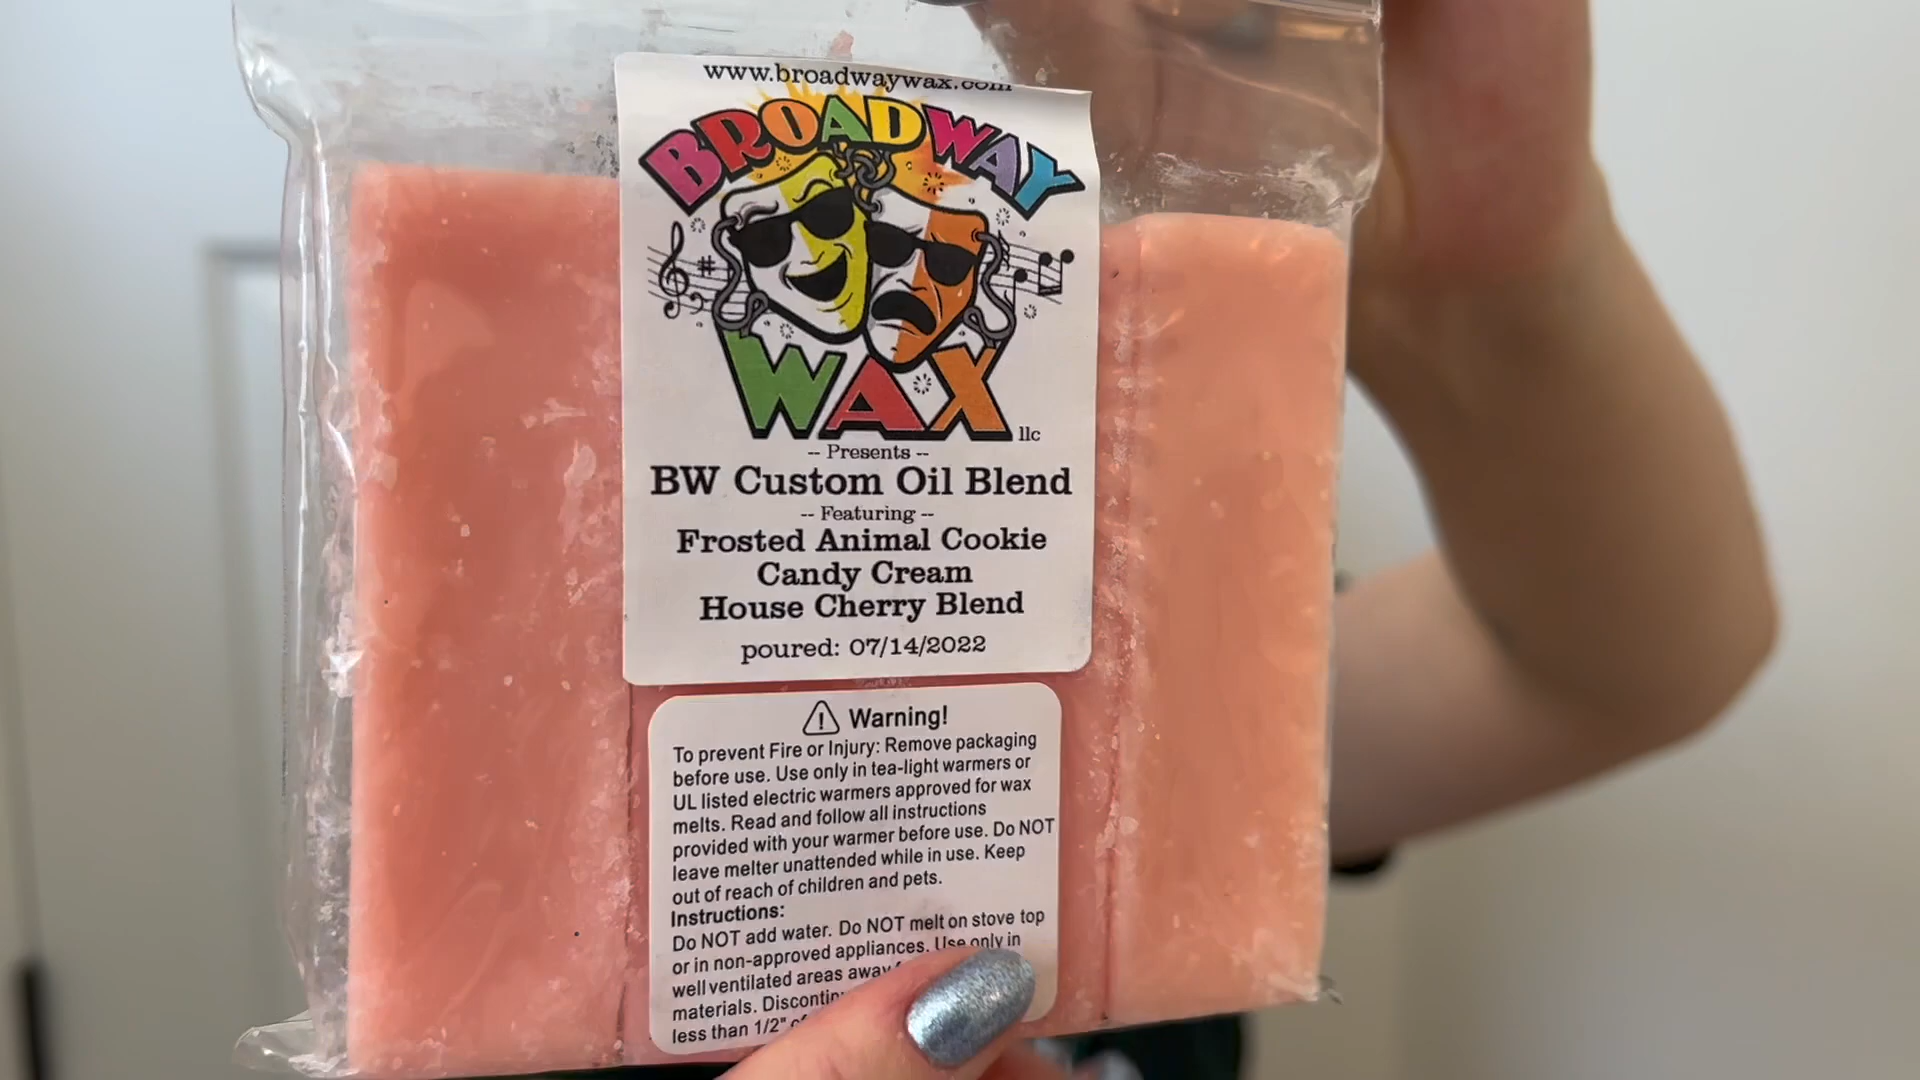 www.broadwaywax.com
BROADWAY
WAX
llc
-- Presents --
BW Custom Oil Blend
-- Featuring --
Frosted Animal Cookie
Candy Cream
House Cherry Blend
poured: 07/14/2022
Warning!
To prevent Fire or Injury: Remove packaging
before use. Use only in tea-light warmers or
UL listed electric warmers approved for wax
melts. Read and follow all instructions
provided with your warmer before use. Do NOT
leave melter unattended while in use. Keep
out of reach of children and pets.
Instructions:
Do NOT add water. Do NOT melt on stove top
or in non-approved appliances. Use only in
well ventilated areas away
materials.
less than 1/2"